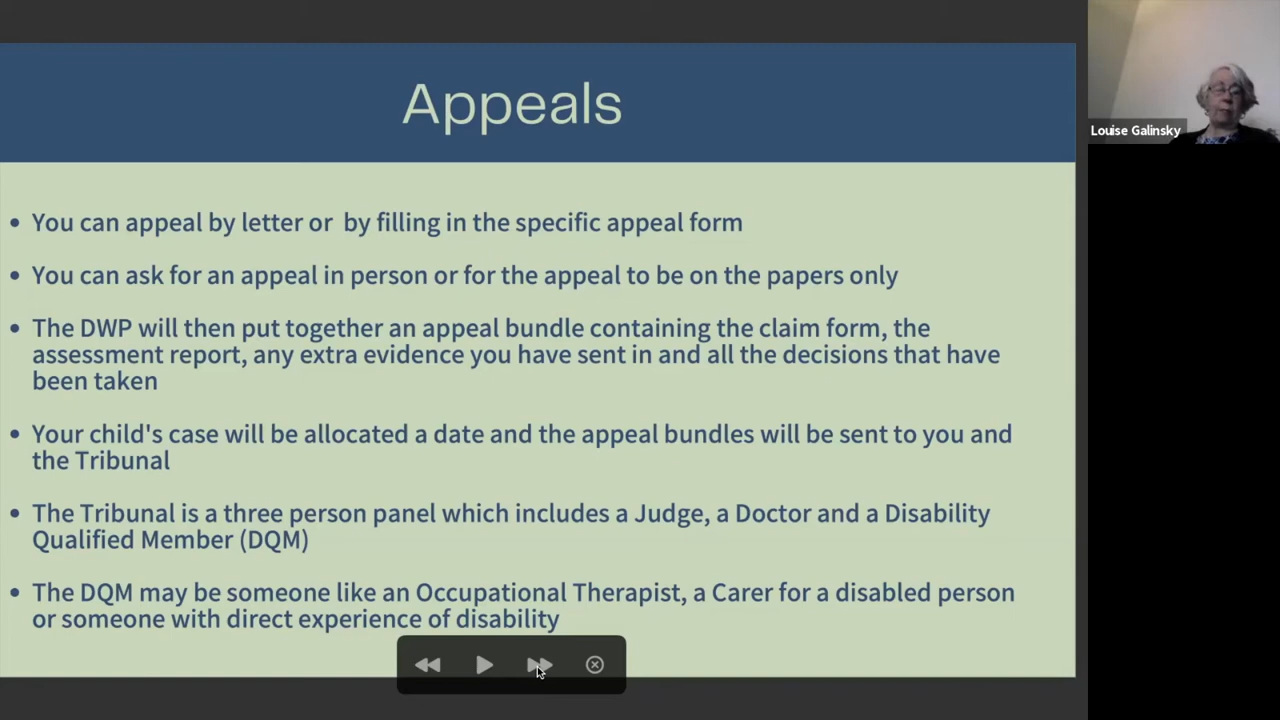 Appeals
Louise Galinsky
• You can appeal by letter or  by filling in the specific appeal form
• You can ask for an appeal in person or for the appeal to be on the papers only
• The DWP will then put together an appeal bundle containing the claim form, the
assessment report, any extra evidence you have sent in and all the decisions that have
been taken
• Your child's case will be allocated a date and the appeal bundles will be sent to you and
the Tribunal
• The Tribunal is a three person panel which includes a Judge, a Doctor and a Disability
Qualified Member (DQM)
• The DQM may be someone like an Occupational Therapist, a Carer for a disabled person
or someone with direct experience of disability